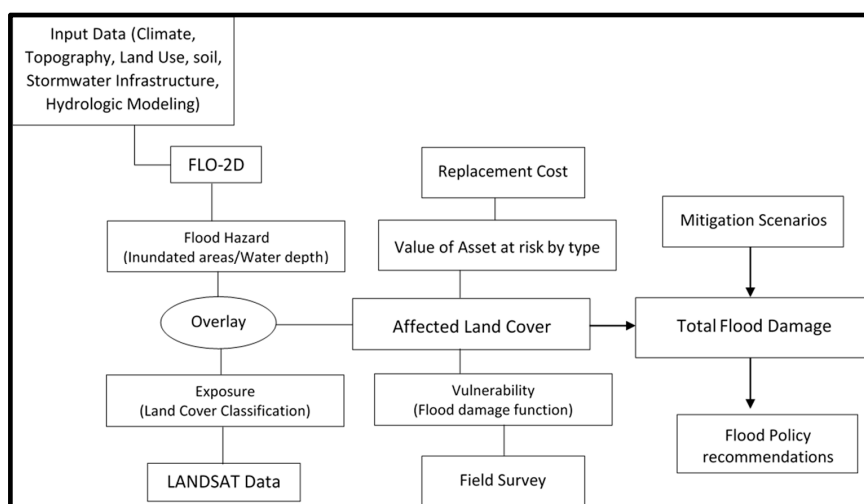 Input Data (Climate,
Topography, Land Use, soil,
Stormwater Infrastructure,
Hydrologic Modeling)
FLO-2D
Flood Hazard
(Inundated areas/Water depth)
Overlay
Exposure
(Land Cover Classification)
LANDSAT Data
Replacement Cost
Value of Asset at risk by type
Affected Land Cover
Vulnerability
(Flood damage function)
Field Survey
Mitigation Scenarios
Total Flood Damage
Flood Policy
recommendations